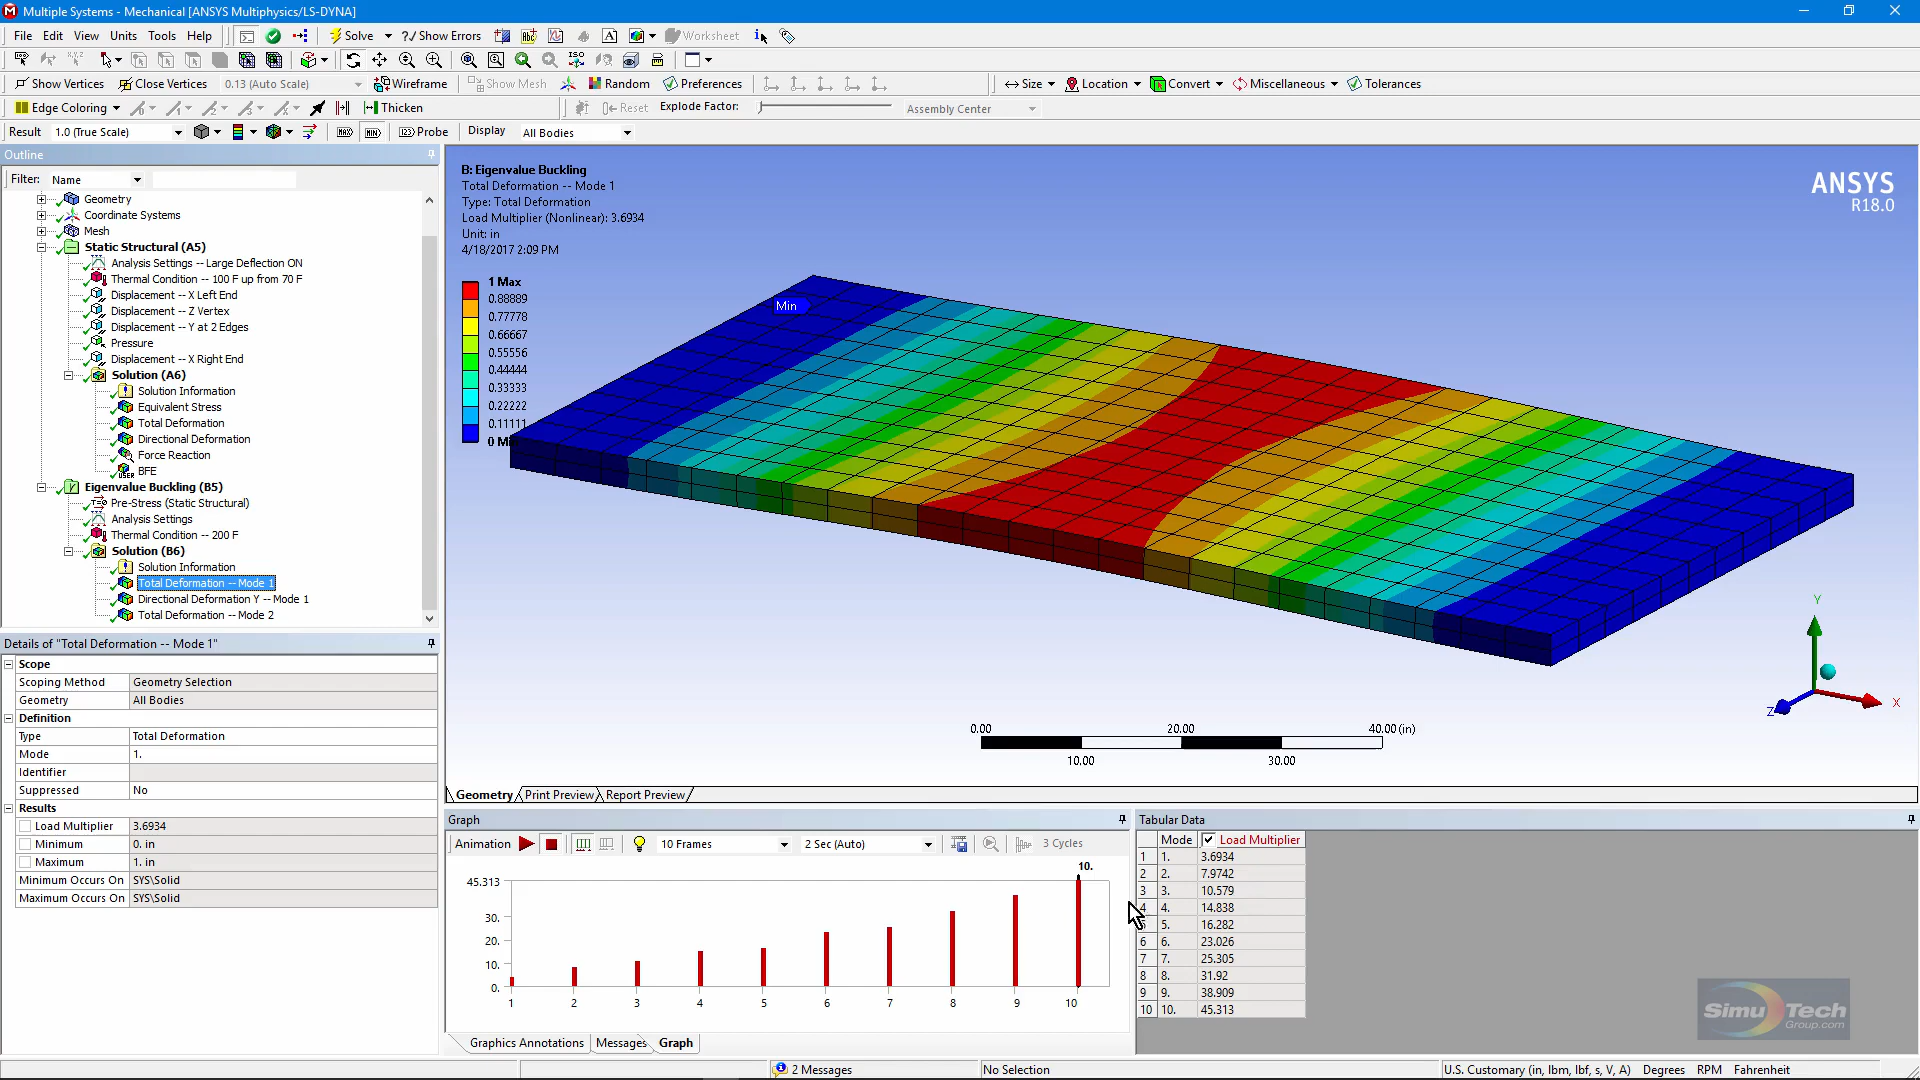 Multiple Systems - Mechanical [ANSYS Multiphysics/LS-DYNA]
File Edit View Units Tools Help Solve ?/ Show Errors Worksheet
Show Vertices Close Vertices 0.13 (Auto Scale) Wireframe Show Mesh Random Preferences Size Location Convert Miscellaneous Tolerances
Edge Coloring Thicken Reset Explode Factor: Assembly Center
Result 1.0 (True Scale) MAX MIN Probe Display All Bodies
Outline
Filter: Name
Geometry
Coordinate Systems
Mesh
Static Structural (A5)
Analysis Settings -- Large Deflection ON
Thermal Condition -- 100 F up from 70 F
Displacement -- X Left End
Displacement -- Z Vertex
Displacement -- Y at 2 Edges
Pressure
Displacement -- X Right End
Solution (A6)
Solution Information
Equivalent Stress
Total Deformation
Directional Deformation
Force Reaction
BFE
Eigenvalue Buckling (B5)
Pre-Stress (Static Structural)
Analysis Settings
Thermal Condition -- 200 F
Solution (B6)
Solution Information
Total Deformation -- Mode 1
Directional Deformation Y -- Mode 1
Total Deformation -- Mode 2
Details of "Total Deformation -- Mode 1"
Scope
Scoping Method Geometry Selection
Geometry All Bodies
Definition
Type Total Deformation
Mode 1.
Identifier
Suppressed No
Results
Load Multiplier 3.6934
Minimum 0. in
Maximum 1. in
Minimum Occurs On SYS\Solid
Maximum Occurs On SYS\Solid
B: Eigenvalue Buckling
Total Deformation -- Mode 1
Type: Total Deformation
Load Multiplier (Nonlinear): 3.6934
Unit: in
4/18/2017 2:09 PM
1 Max
0.88889
0.77778
0.66667
0.55556
0.44444
0.33333
0.22222
0.11111
0 Mi
Min
ANSYS
R18.0
Y
X
Z
0.00 20.00 40.00 (in)
10.00 30.00
Geometry Print Preview Report Preview
Graph
Animation 10 Frames 2 Sec (Auto) 3 Cycles
10.
45.313
30.
20.
10.
0.
1 2 3 4 5 6 7 8 9 10
Graphics Annotations Messages Graph
Tabular Data
Mode Load Multiplier
1 1. 3.6934
2 2. 7.9742
3 3. 10.579
4 4. 14.838
5. 16.282
6 6. 23.026
7 7. 25.305
8 8. 31.92
9 9. 38.909
10 10. 45.313
SimuTech
Group.com
2 Messages No Selection U.S. Customary (in, lbm, lbf, s, V, A) Degrees RPM Fahrenheit